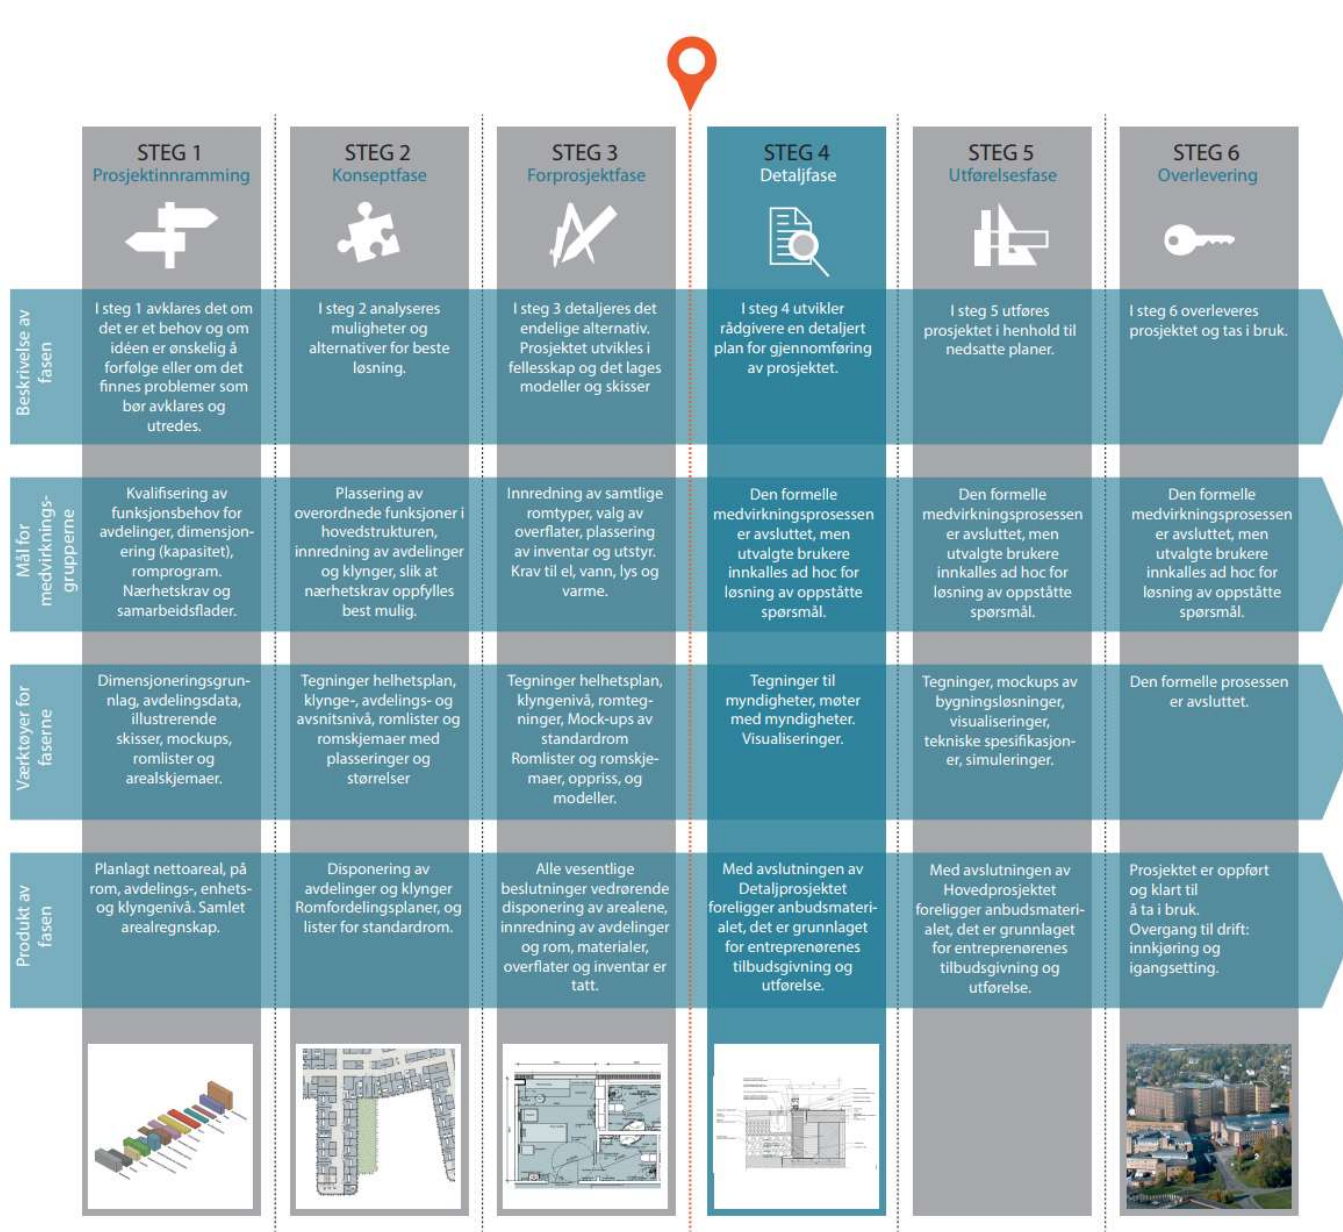 STEG 1
Prosjektinnramming
STEG 2
Konseptfase
STEG 3
Forprosjektfase
STEG 4
Detaljfase
STEG 5
Utførelsesfase
STEG 6
Overlevering
Beskrivelse av
fasen
I steg 1 avklares det om
det er et behov og om
idéen er ønskelig å
forfølge eller om det
finnes problemer som
bør avklares og
utredes.
I steg 2 analyseres
muligheter og
alternativer for beste
løsning.
I steg 3 detaljeres det
endelige alternativ.
Prosjektet utvikles i
fellesskap og det lages
modeller og skisser
I steg 4 utvikler
rådgivere en detaljert
plan for gjennomføring
av prosjektet.
I steg 5 utføres
prosjektet i henhold til
nedsatte planer.
I steg 6 overleveres
prosjektet og tas i bruk.
Mål for
medvirknings-
grupperne
Kvalifisering av
funksjonsbehov for
avdelinger, dimensjon-
ering (kapasitet),
romprogram.
Nærhetskrav og
samarbeidsflader.
Plassering av
overordnede funksjoner i
hovedstrukturen,
innredning av avdelinger
og klynger, slik at
nærhetskrav oppfylles
best mulig.
Innredning av samtlige
romtyper, valg av
overflater, plassering
av inventar og utstyr.
Krav til el, vann, lys og
varme.
Den formelle
medvirkningsprosessen
er avsluttet, men
utvalgte brukere
innkalles ad hoc for
løsning av oppståtte
spørsmål.
Den formelle
medvirkningsprosessen
er avsluttet, men
utvalgte brukere
innkalles ad hoc for
løsning av oppståtte
spørsmål.
Den formelle
medvirkningsprosessen
er avsluttet, men
utvalgte brukere
innkalles ad hoc for
løsning av oppståtte
spørsmål.
Værktøyer for
faserne
Dimensjoneringsgrun-
nlag, avdelingsdata,
illustrerende
skisser, mockups,
romlister og
arealskjemaer.
Tegninger helhetsplan,
klynge-, avdelings- og
avsnitsnivå, romlister og
romskjemaer med
plasseringer og
størrelser
Tegninger helhetsplan,
klyngenivå, romteg-
ninger, Mock-ups av
standardrom
Romlister og romskje-
maer, oppriss, og
modeller.
Tegninger til
myndigheter, møter
med myndigheter.
Visualiseringer.
Tegninger, mockups av
bygningsløsninger,
visualiseringer,
tekniske spesifikasjon-
er, simuleringer.
Den formelle prosessen
er avsluttet.
Produkt av
fasen
Planlagt nettoareal, på
rom, avdelings-, enhets-
og klyngenivå. Samlet
arealregnskap.
Disponering av
avdelinger og klynger
Romfordelingsplaner, og
lister for standardrom.
Alle vesentlige
beslutninger vedrørende
disponering av arealene,
innredning av avdelinger
og rom, materialer,
overflater og inventar er
tatt.
Med avslutningen av
Detaljprosjektet
foreligger anbudsmateri-
alet, det er grunnlaget
for entreprenørenes
tilbudsgivning og
utførelse.
Med avslutningen av
Hovedprosjektet
foreligger anbudsmateri-
alet, det er grunnlaget
for entreprenørenes
tilbudsgivning og
utførelse.
Prosjektet er oppført
og klart til
å ta i bruk.
Overgang til drift:
innkjøring og
igangsetting.